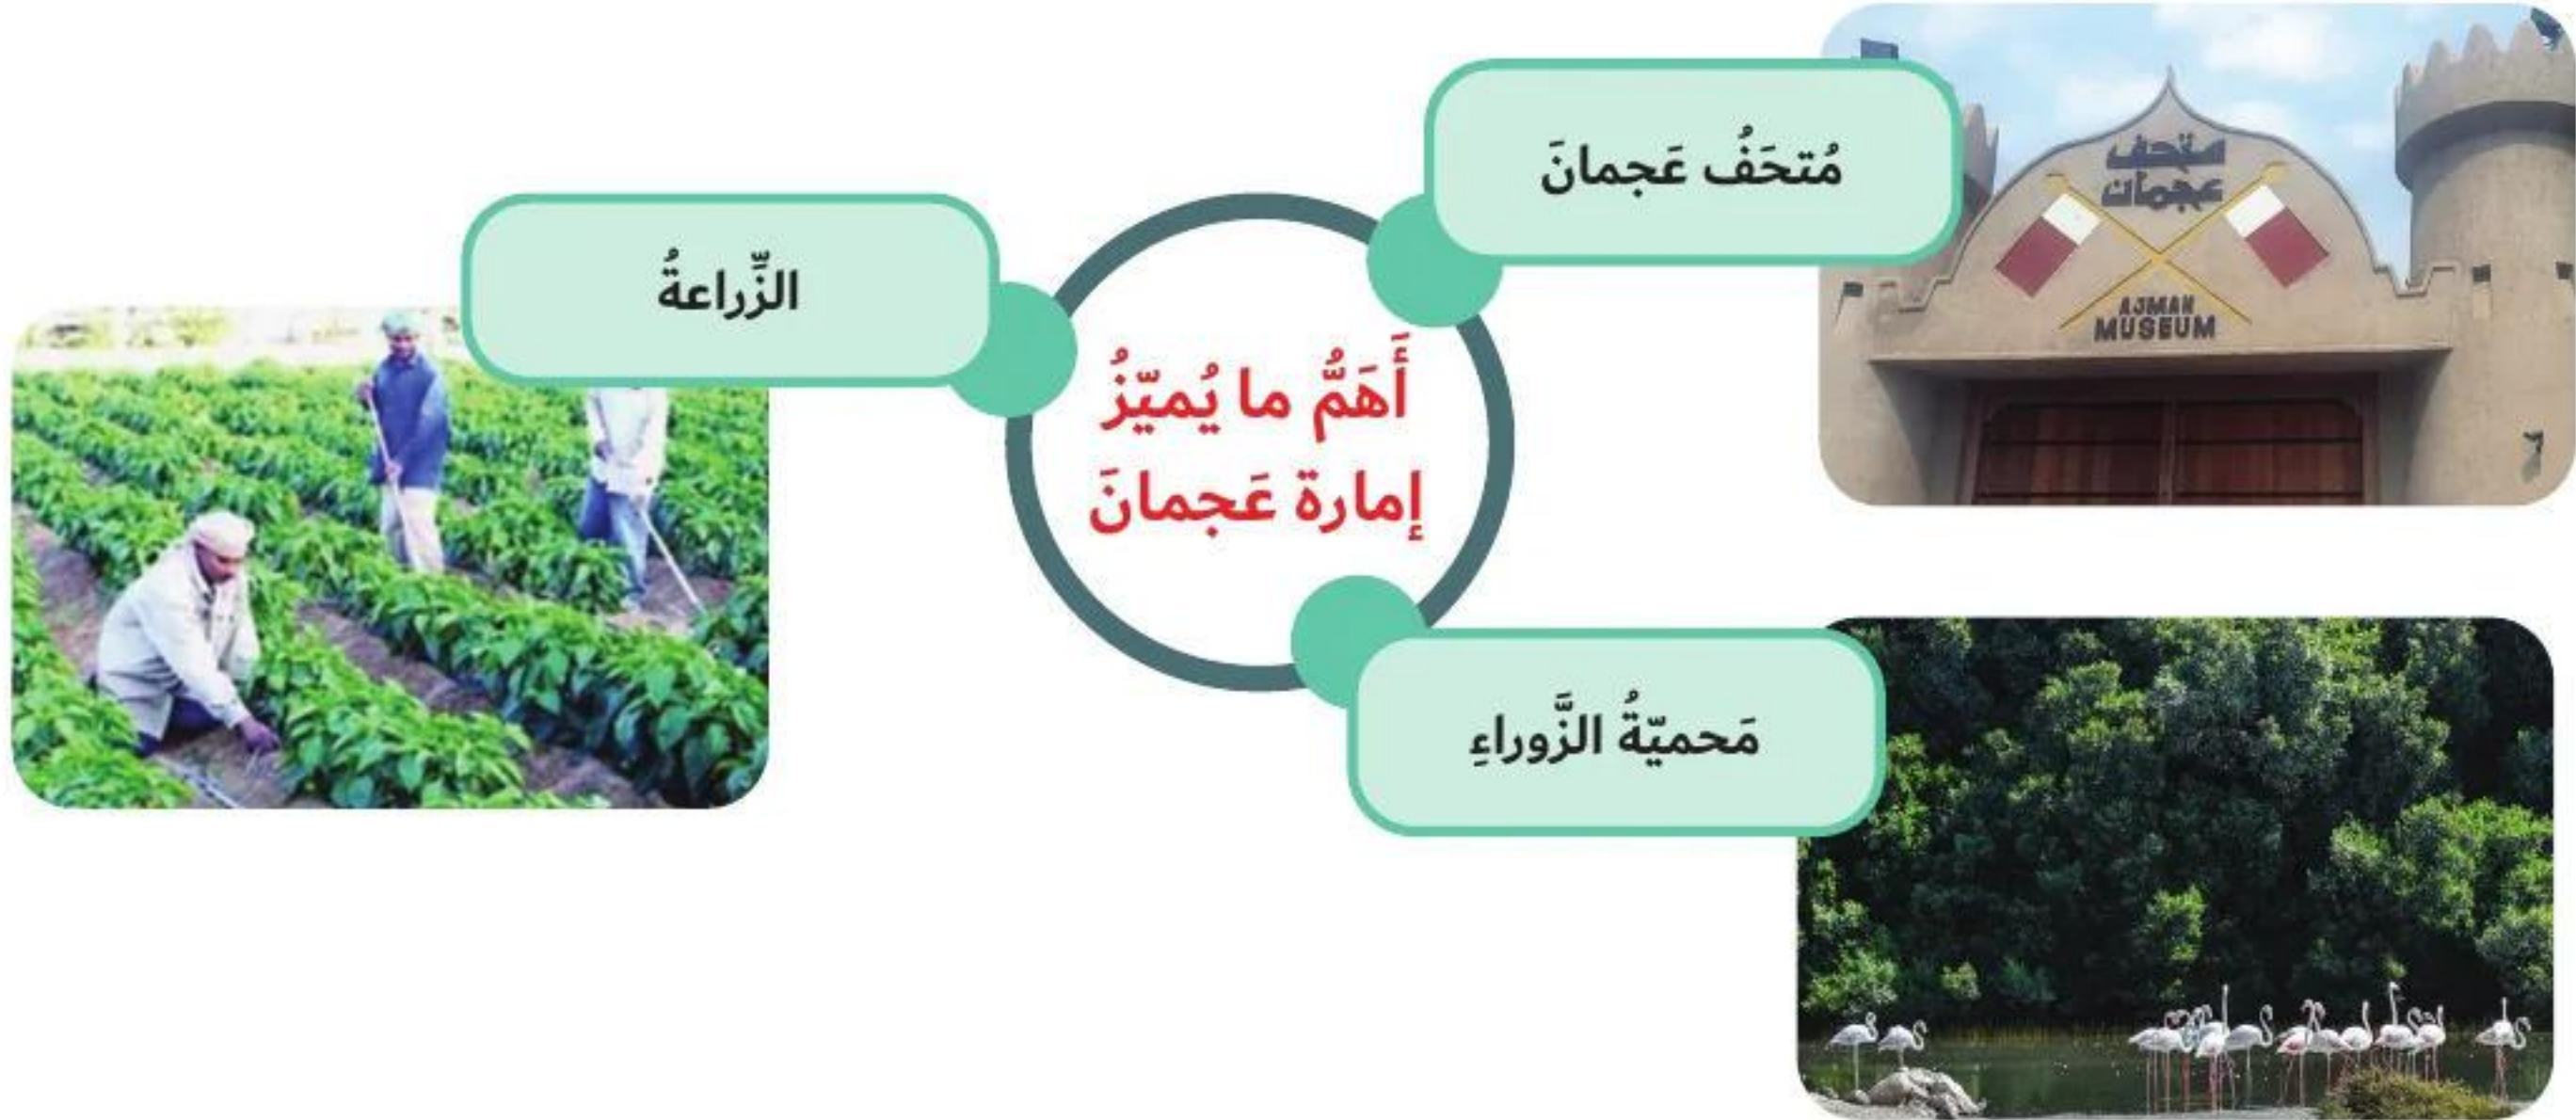 مُتحَفُ عَجمانَ
متحف
عجمان
AJMAN
MUSEUM
الزِّراعةُ
أَهَمُّ ما يُميّزُ
إمارة عَجمانَ
مَحميّةُ الزَّوراءِ